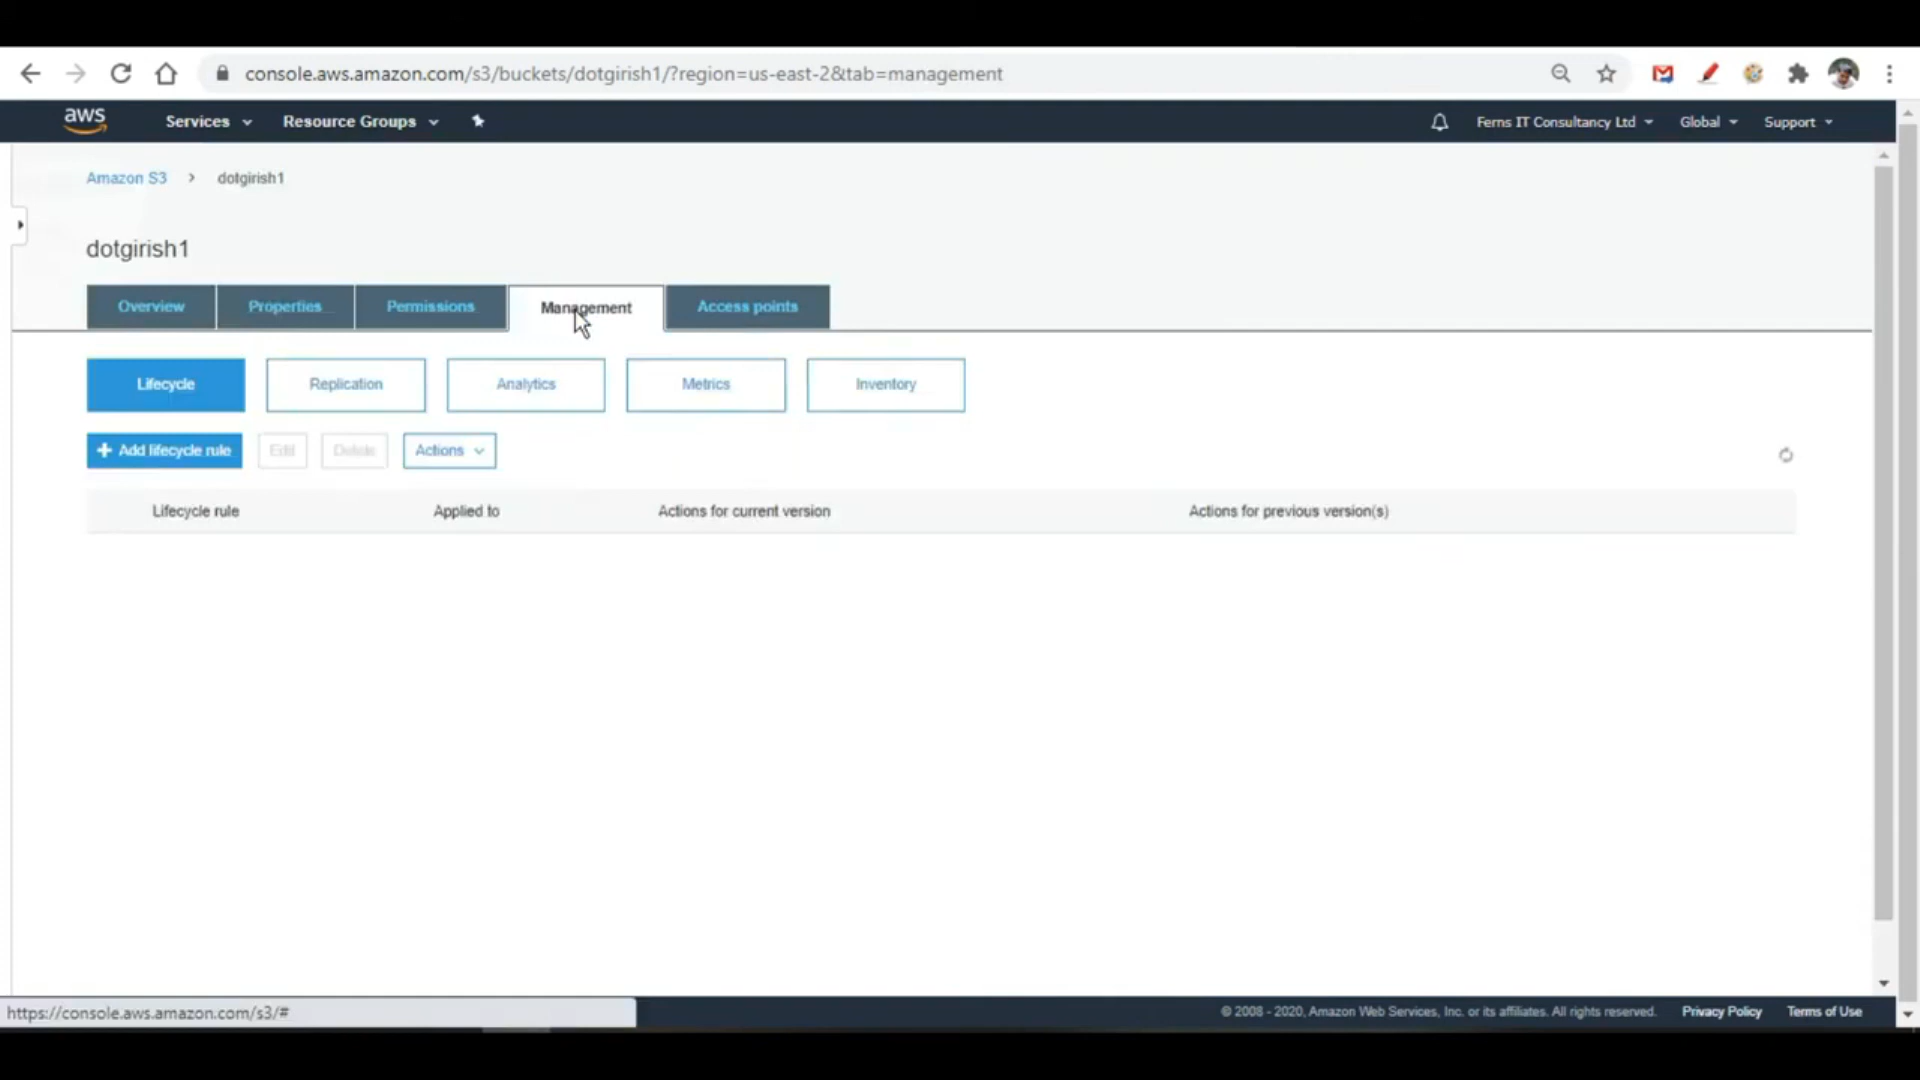 console.aws.amazon.com/s3/buckets/dotgirish1/?region=us-east-2&tab=management
aws Services Resource Groups Ferns IT Consultancy Ltd Global Support
Amazon S3 > dotgirish1
dotgirish1
Overview Properties Permissions Management Access points
Lifecycle Replication Analytics Metrics Inventory
+ Add lifecycle rule Edit Delete Actions
Lifecycle rule Applied to Actions for current version Actions for previous version(s)
https://console.aws.amazon.com/s3/# © 2008 - 2020, Amazon Web Services, Inc. or its affiliates. All rights reserved. Privacy Policy Terms of Use